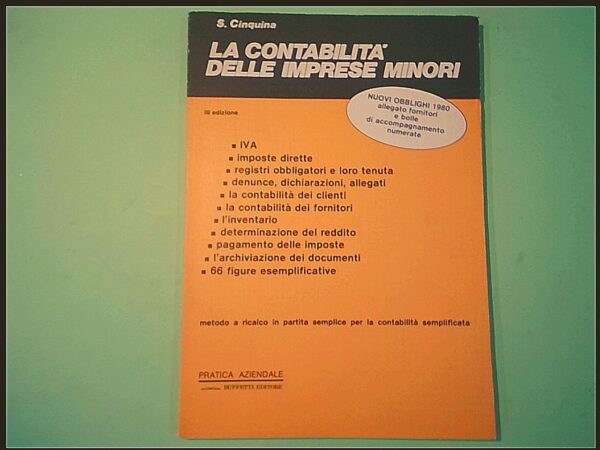 S. Cinquina
LA CONTABILITA'
DELLE IMPRESE MINORI
NUOVI OBBLIGHI 1980
allegato fornitori
e bolle
di accompagnamento
numerate
III edizione
▪ IVA
▪ imposte dirette
▪ registri obbligatori e loro tenuta
▪ denunce, dichiarazioni, allegati
▪ la contabilità dei clienti
▪ la contabilità dei fornitori
▪ l'inventario
▪ determinazione del reddito
▪ pagamento delle imposte
▪ l'archiviazione dei documenti
▪ 66 figure esemplificative
metodo a ricalco in partita semplice per la contabilità semplificata
PRATICA AZIENDALE
BUFFETTI EDITORE